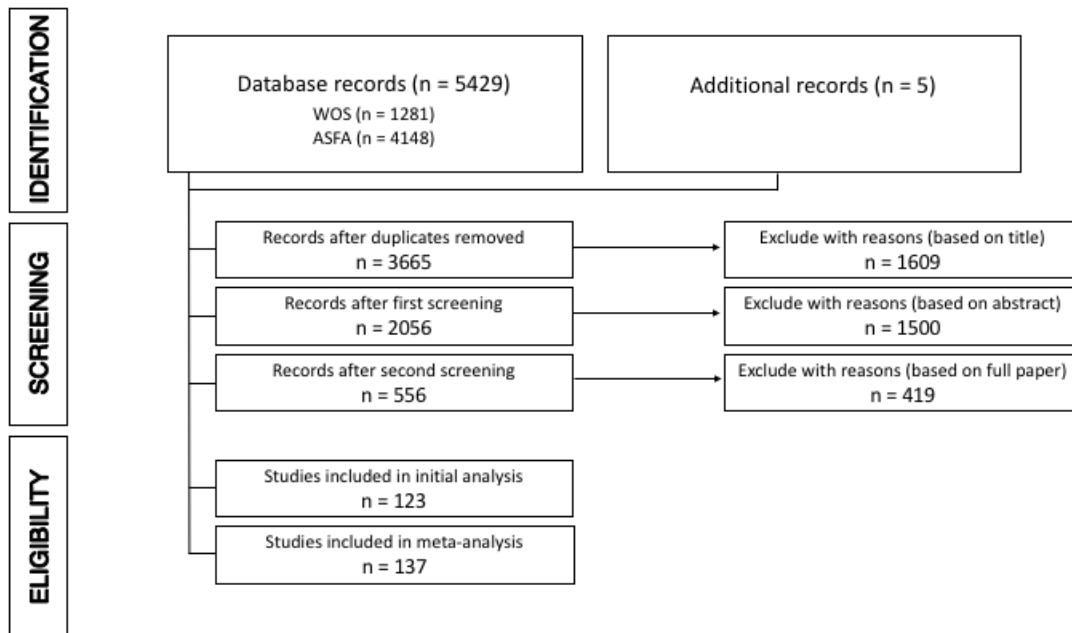 IDENTIFICATION
Database records (n = 5429)
WOS (n = 1281)
ASFA (n = 4148)
Additional records (n = 5)
SCREENING
Records after duplicates removed
n = 3665
Exclude with reasons (based on title)
n = 1609
Records after first screening
n = 2056
Exclude with reasons (based on abstract)
n = 1500
Records after second screening
n = 556
Exclude with reasons (based on full paper)
n = 419
ELIGIBILITY
Studies included in initial analysis
n = 123
Studies included in meta-analysis
n = 137